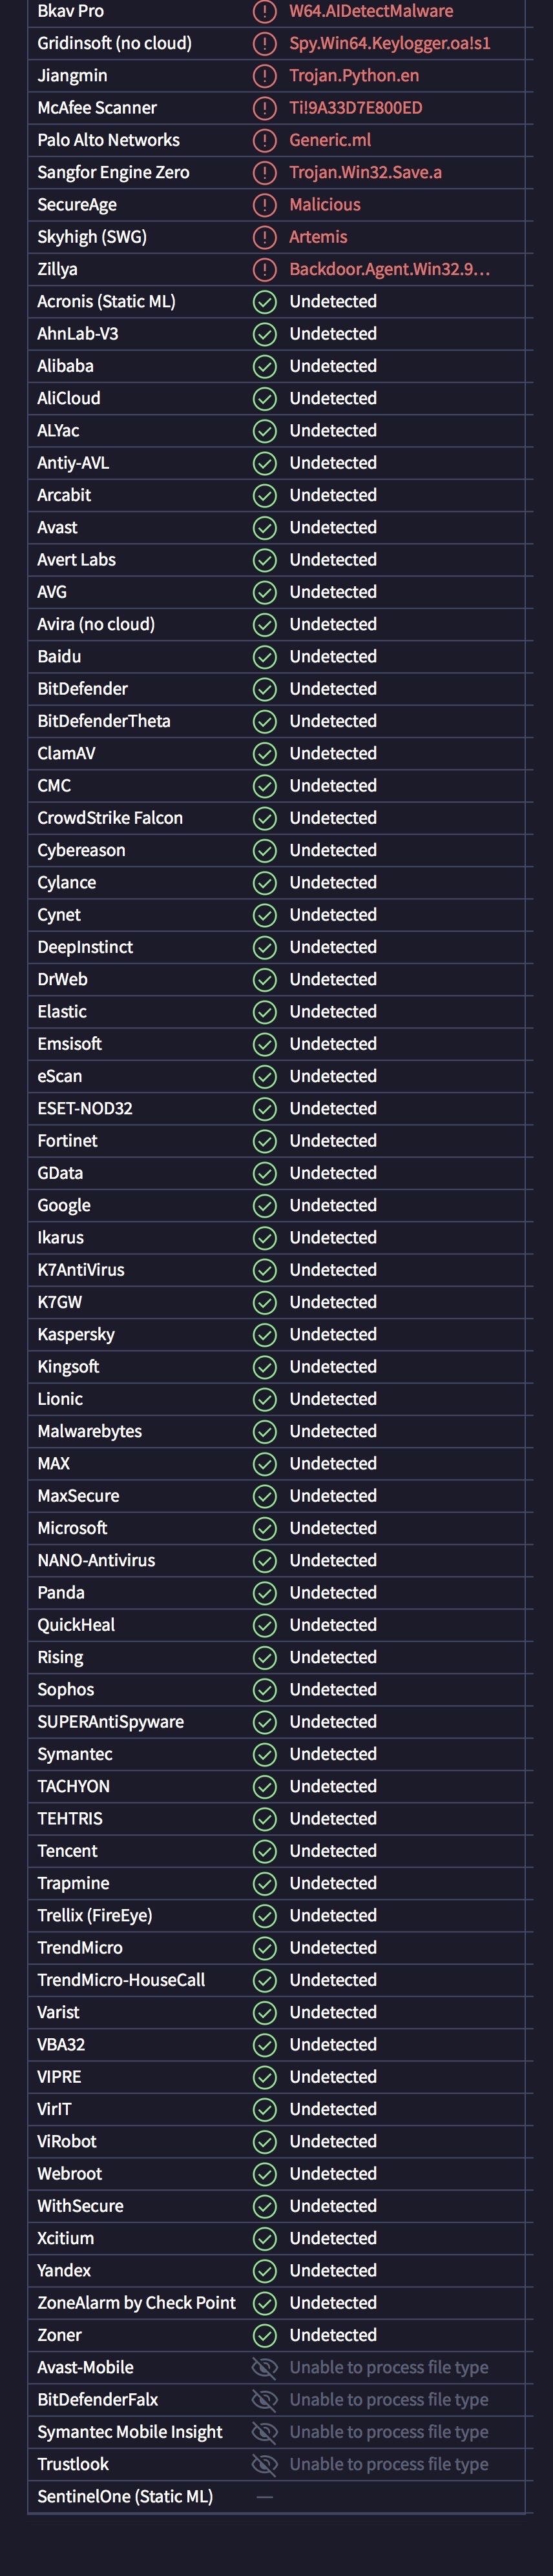 Bkav Pro W64.AIDetectMalware
Gridinsoft (no cloud) Spy.Win64.Keylogger.oa!s1
Jiangmin Trojan.Python.en
McAfee Scanner Ti!9A33D7E800ED
Palo Alto Networks Generic.ml
Sangfor Engine Zero Trojan.Win32.Save.a
SecureAge Malicious
Skyhigh (SWG) Artemis
Zillya Backdoor.Agent.Win32.9...
Acronis (Static ML) Undetected
AhnLab-V3 Undetected
Alibaba Undetected
AliCloud Undetected
ALYac Undetected
Antiy-AVL Undetected
Arcabit Undetected
Avast Undetected
Avert Labs Undetected
AVG Undetected
Avira (no cloud) Undetected
Baidu Undetected
BitDefender Undetected
BitDefenderTheta Undetected
ClamAV Undetected
CMC Undetected
CrowdStrike Falcon Undetected
Cybereason Undetected
Cylance Undetected
Cynet Undetected
DeepInstinct Undetected
DrWeb Undetected
Elastic Undetected
Emsisoft Undetected
eScan Undetected
ESET-NOD32 Undetected
Fortinet Undetected
GData Undetected
Google Undetected
Ikarus Undetected
K7AntiVirus Undetected
K7GW Undetected
Kaspersky Undetected
Kingsoft Undetected
Lionic Undetected
Malwarebytes Undetected
MAX Undetected
MaxSecure Undetected
Microsoft Undetected
NANO-Antivirus Undetected
Panda Undetected
QuickHeal Undetected
Rising Undetected
Sophos Undetected
SUPERAntiSpyware Undetected
Symantec Undetected
TACHYON Undetected
TEHTRIS Undetected
Tencent Undetected
Trapmine Undetected
Trellix (FireEye) Undetected
TrendMicro Undetected
TrendMicro-HouseCall Undetected
Varist Undetected
VBA32 Undetected
VIPRE Undetected
VirIT Undetected
ViRobot Undetected
Webroot Undetected
WithSecure Undetected
Xcitium Undetected
Yandex Undetected
ZoneAlarm by Check Point Undetected
Zoner Undetected
Avast-Mobile Unable to process file type
BitDefenderFalx Unable to process file type
Symantec Mobile Insight Unable to process file type
Trustlook Unable to process file type
SentinelOne (Static ML) —